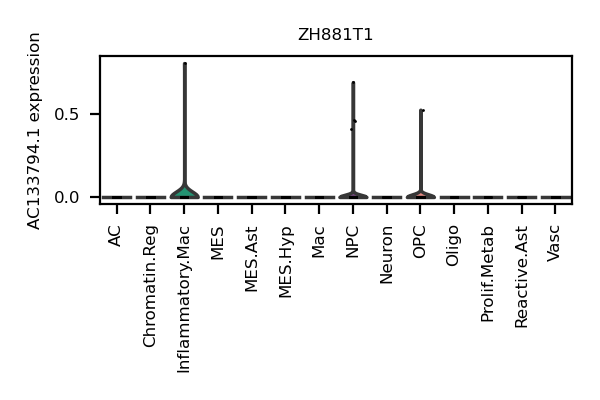 ZH881T1
AC133794.1 expression
0.5
0.0
AC
Chromatin.Reg
Inflammatory.Mac
MES
MES.Ast
MES.Hyp
Mac
NPC
Neuron
OPC
Oligo
Prolif.Metab
Reactive.Ast
Vasc